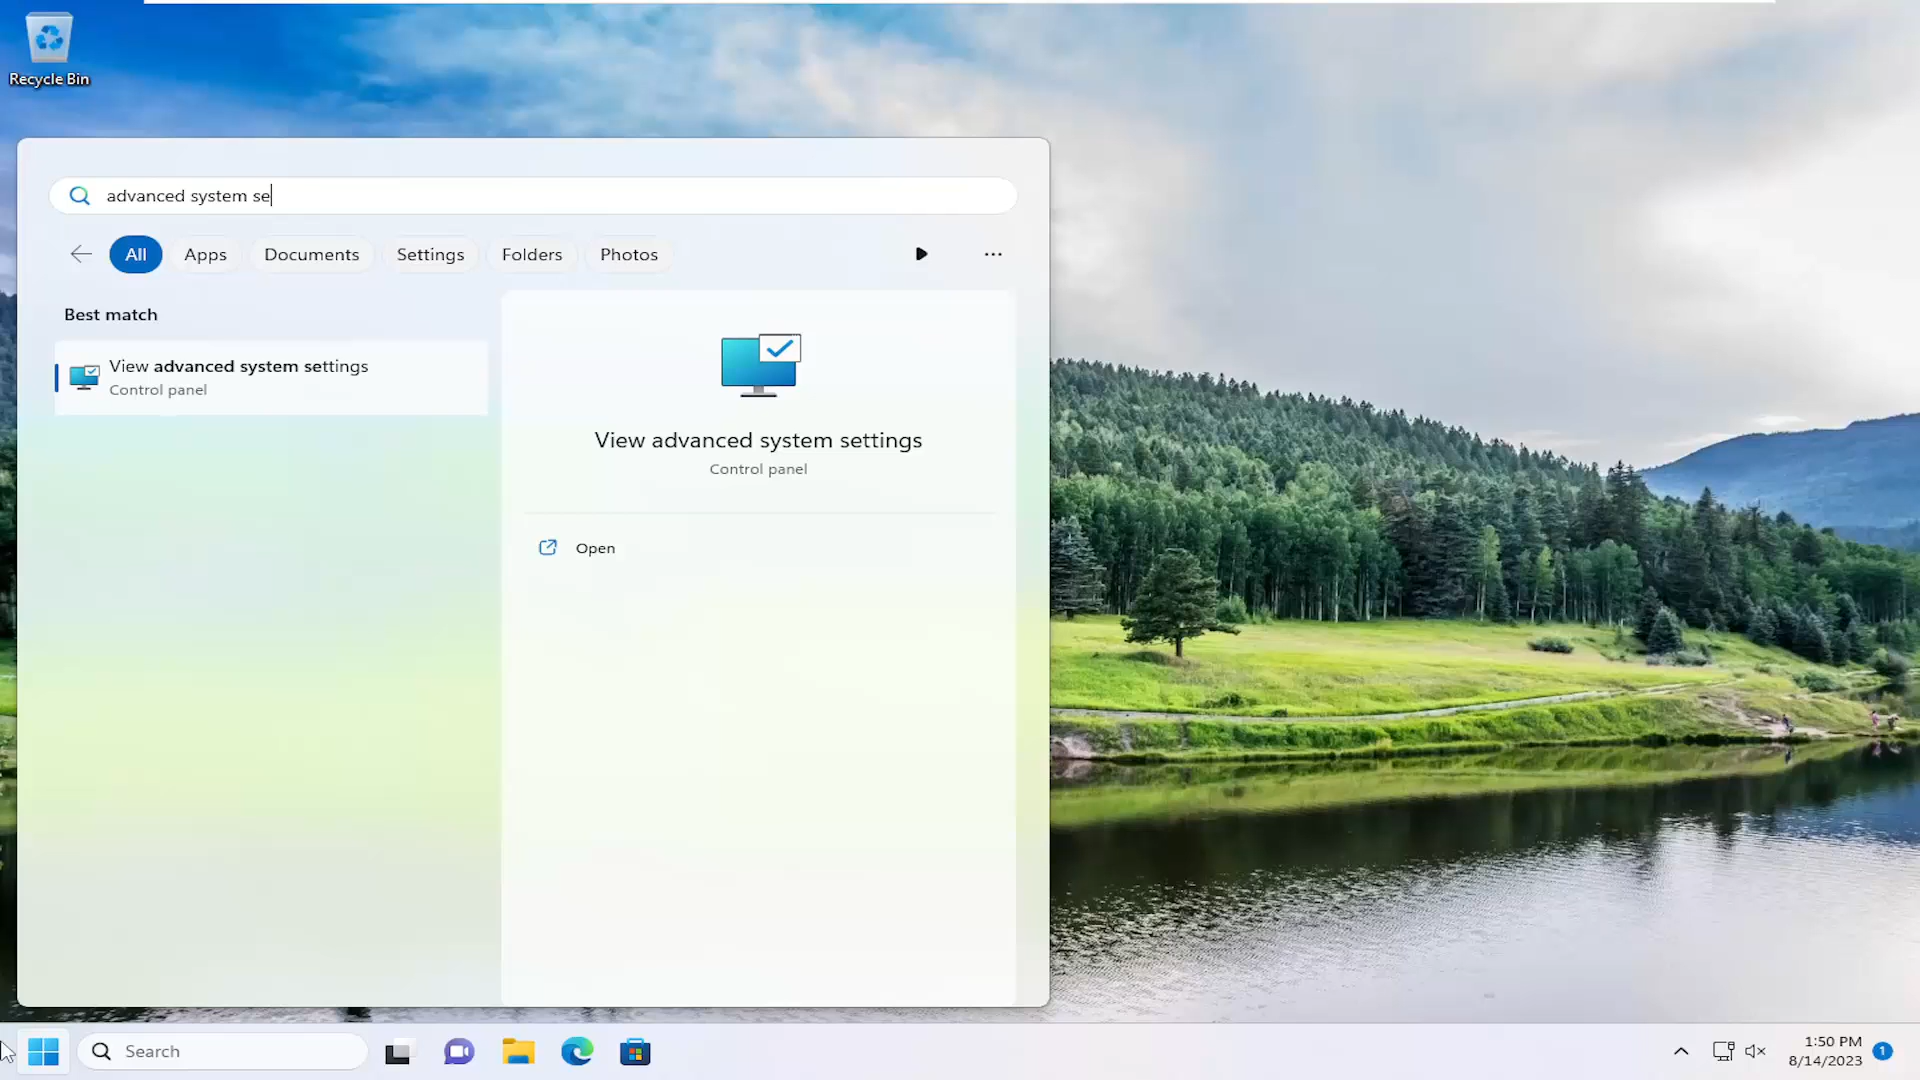 Recycle Bin
advanced system se
All
Apps
Documents
Settings
Folders
Photos
Best match
View advanced system settings
Control panel
View advanced system settings
Control panel
Open
Search
1:50 PM
8/14/2023
1